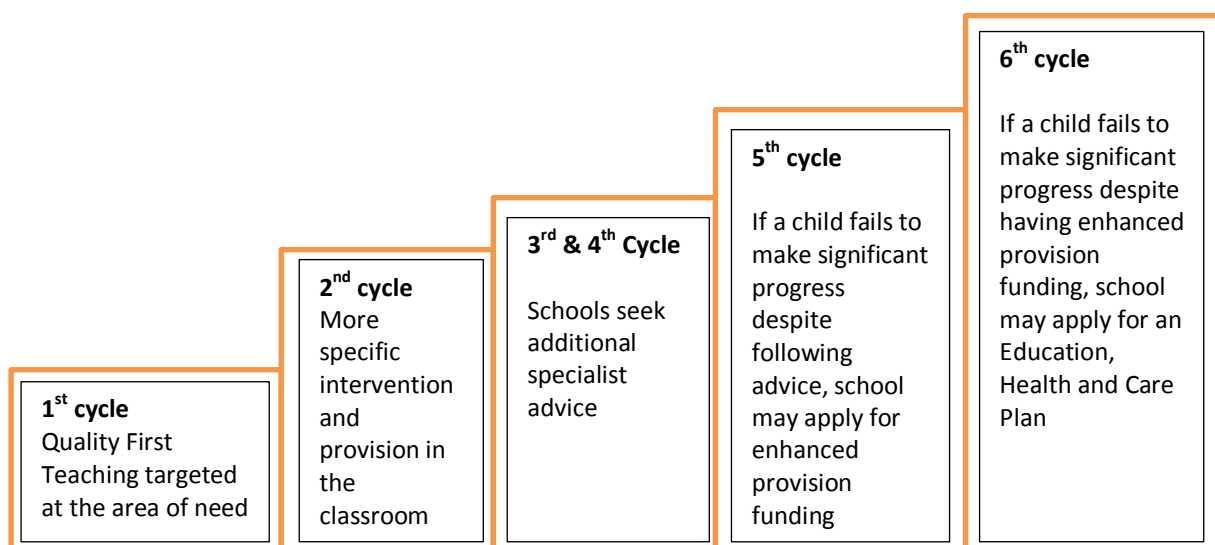 1st cycle
Quality First
Teaching targeted
at the area of need
2nd cycle
More
specific
intervention
and
provision in
the
classroom
3rd & 4th Cycle
Schools seek
additional
specialist
advice
5th cycle
If a child fails to
make significant
progress
despite
following
advice, school
may apply for
enhanced
provision
funding
6th cycle
If a child fails to
make significant
progress despite
having enhanced
provision
funding, school
may apply for an
Education,
Health and Care
Plan